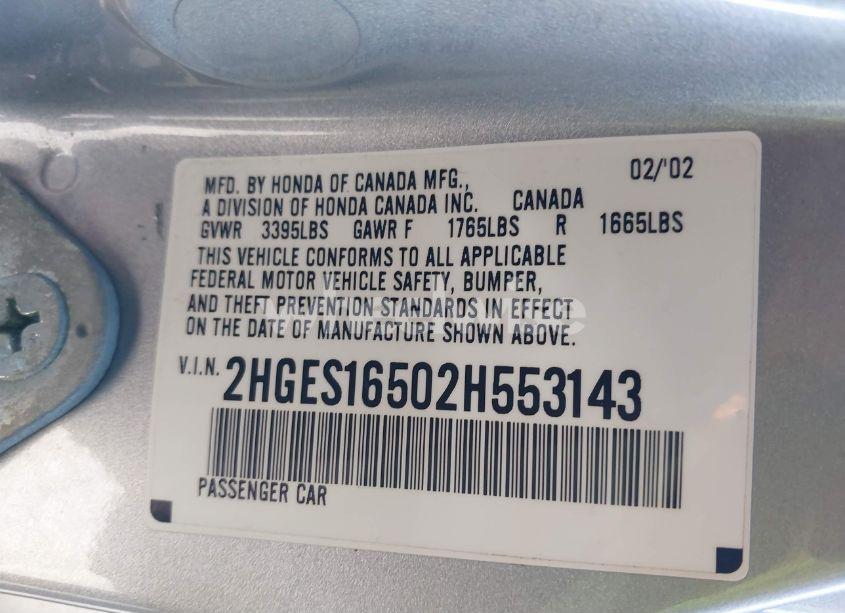 MFD. BY HONDA OF CANADA MFG., 02/'02
A DIVISION OF HONDA CANADA INC. CANADA
GVWR 3395LBS GAWR F 1765LBS R 1665LBS
THIS VEHICLE CONFORMS TO ALL APPLICABLE
FEDERAL MOTOR VEHICLE SAFETY, BUMPER,
AND THEFT PREVENTION STANDARDS IN EFFECT
ON THE DATE OF MANUFACTURE SHOWN ABOVE.
V.I.N. 2HGES16502H553143
PASSENGER CAR